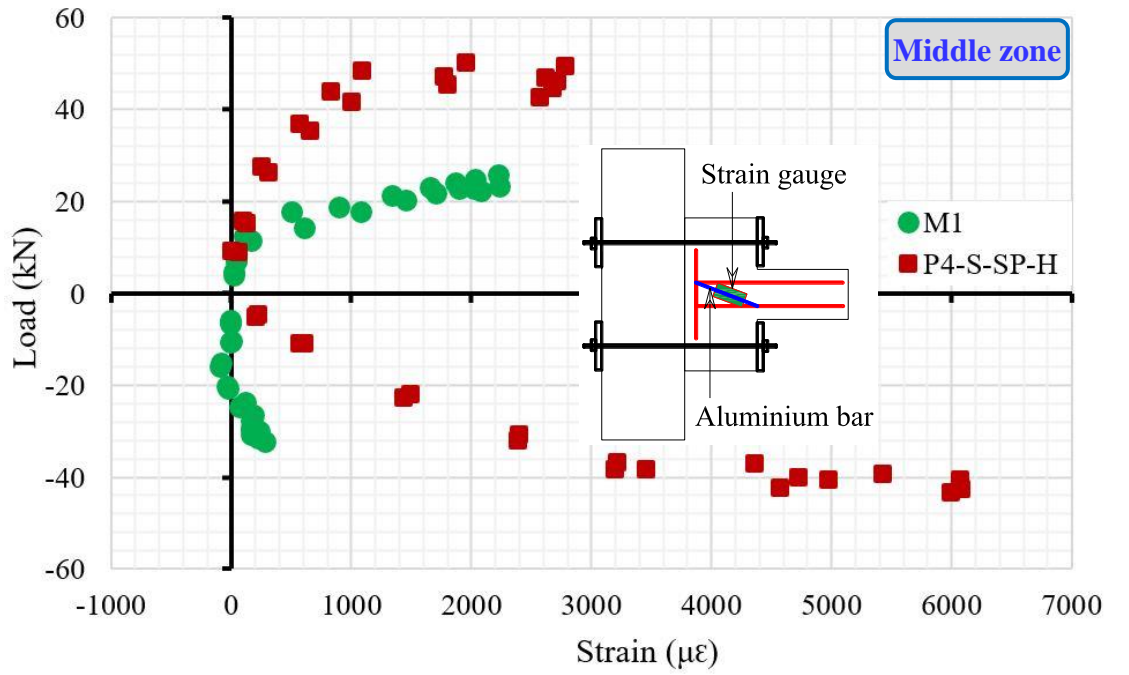 60
Middle zone
40
Strain gauge
20
M1
P4-S-SP-H
Load (kN)
0
-20
Aluminium bar
-40
-60
-1000 0 1000 2000 3000 4000 5000 6000 7000
Strain (με)